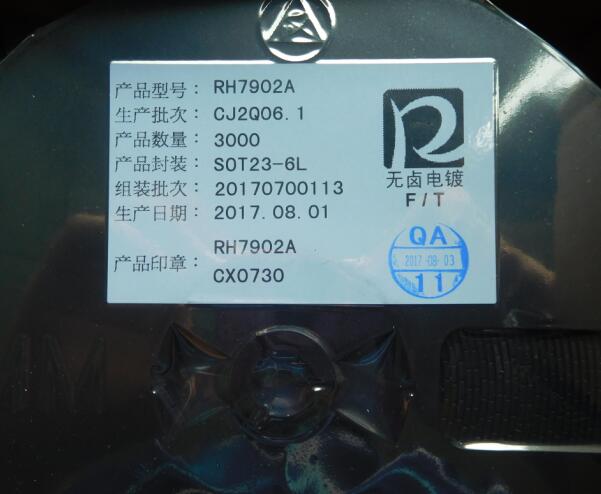 产品型号： RH7902A
生产批次： CJ2Q06.1
产品数量： 3000
产品封装： SOT23-6L
组装批次： 20170700113
生产日期： 2017.08.01
产品印章： RH7902A
CX0730
无卤电镀
F/T
QA
2017-08-03
11